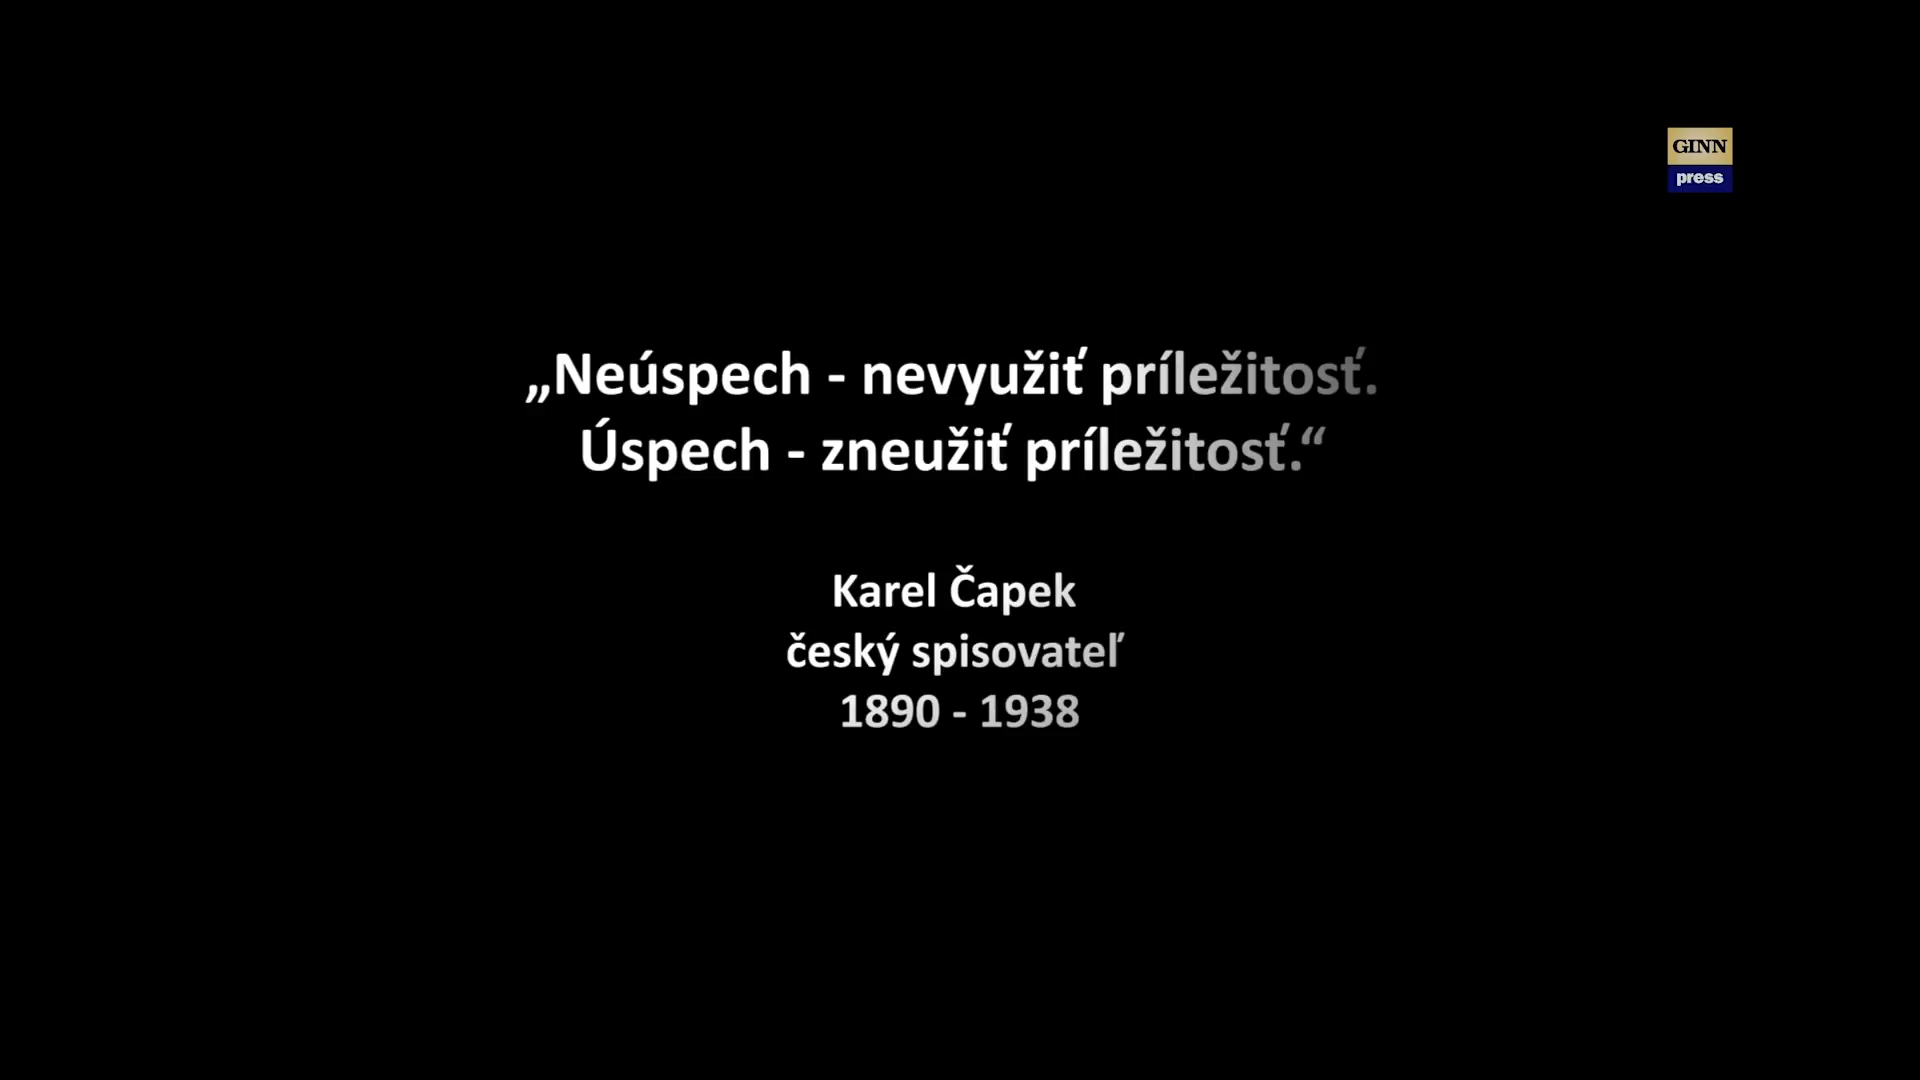 GINN
press
„Neúspech - nevyužiť príležitosť.
Úspech - zneužiť príležitosť.“
Karel Čapek
český spisovateľ
1890 - 1938